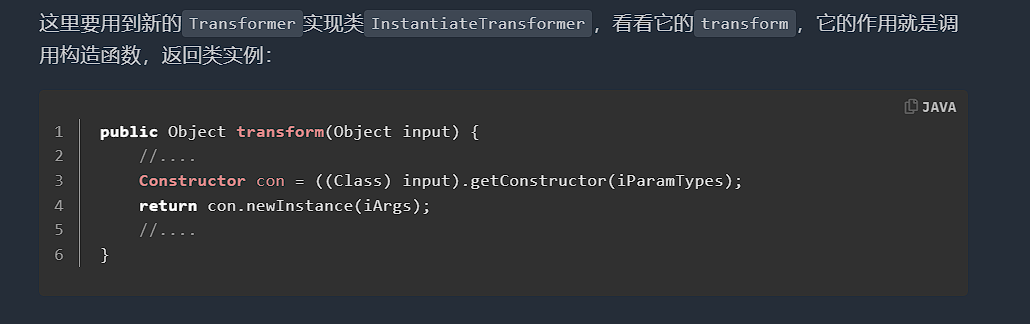 这里要用到新的Transformer实现类InstantiateTransformer，看看它的transform，它的作用就是调
用构造函数，返回类实例：
JAVA
1 public Object transform(Object input) {
2 //....
3 Constructor con = ((Class) input).getConstructor(iParamTypes);
4 return con.newInstance(iArgs);
5 //....
6 }